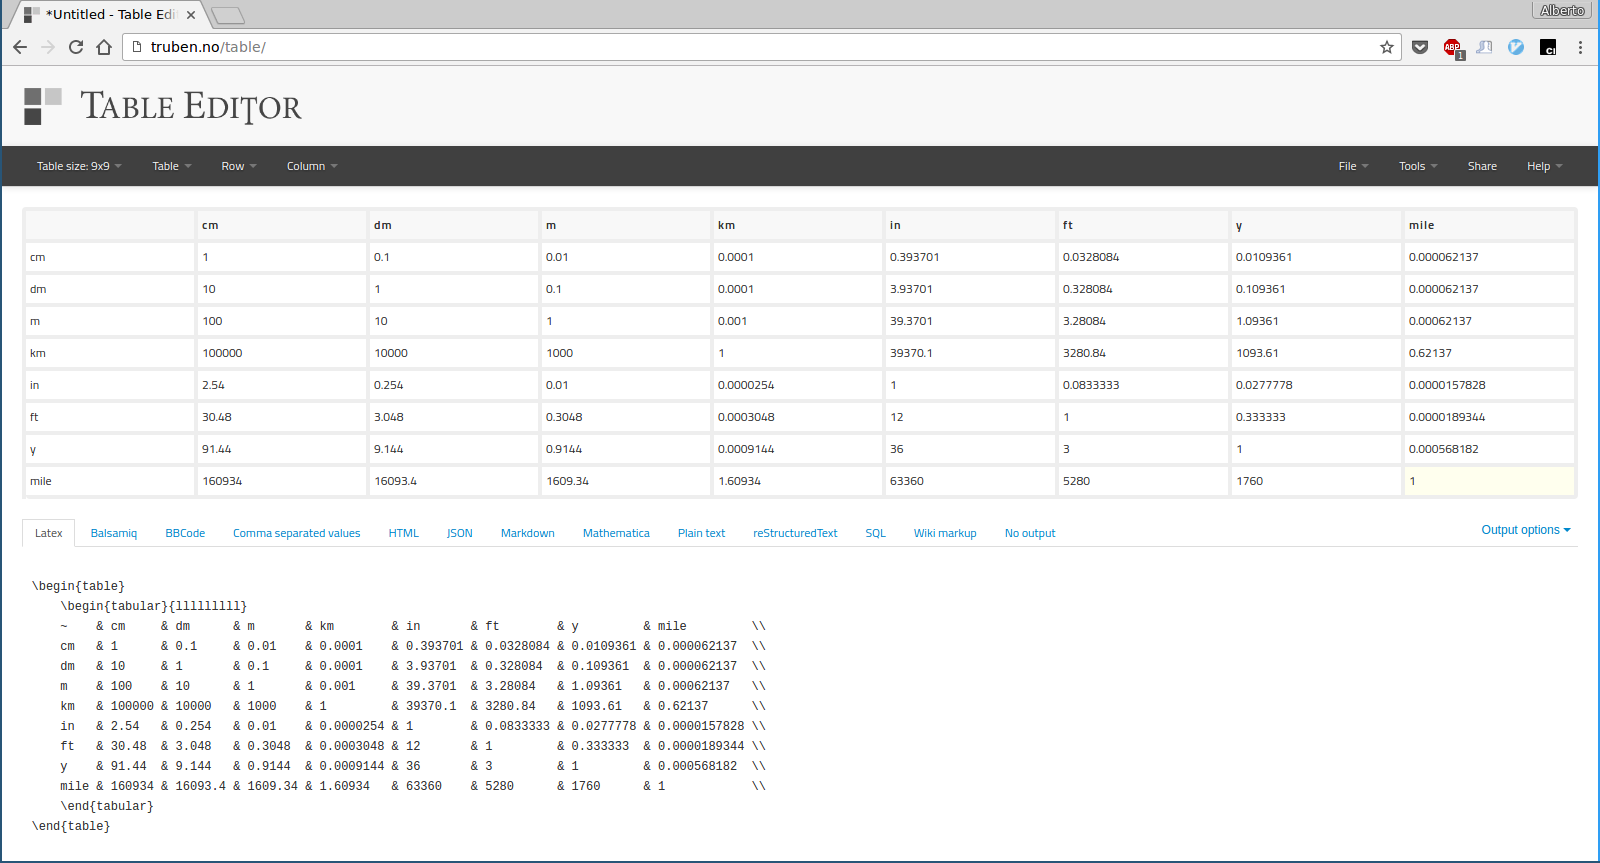 *Untitled - Table Edi
Alberto
truben.no/table/
ABP
1
CI
TABLE EDITOR
Table size: 9x9 Table Row Column File Tools Share Help
cm dm m km in ft y mile
cm 1 0.1 0.01 0.0001 0.393701 0.0328084 0.0109361 0.000062137
dm 10 1 0.1 0.0001 3.93701 0.328084 0.109361 0.000062137
m 100 10 1 0.001 39.3701 3.28084 1.09361 0.00062137
km 100000 10000 1000 1 39370.1 3280.84 1093.61 0.62137
in 2.54 0.254 0.01 0.0000254 1 0.0833333 0.0277778 0.0000157828
ft 30.48 3.048 0.3048 0.0003048 12 1 0.333333 0.0000189344
y 91.44 9.144 0.9144 0.0009144 36 3 1 0.000568182
mile 160934 16093.4 1609.34 1.60934 63360 5280 1760 1
Latex Balsamiq BBCode Comma separated values HTML JSON Markdown Mathematica Plain text reStructuredText SQL Wiki markup No output Output options
\begin{table}
    \begin{tabular}{lllllllll}
    ~    & cm     & dm      & m       & km        & in       & ft        & y         & mile         \\
    cm   & 1      & 0.1     & 0.01    & 0.0001    & 0.393701 & 0.0328084 & 0.0109361 & 0.000062137  \\
    dm   & 10     & 1       & 0.1     & 0.0001    & 3.93701  & 0.328084  & 0.109361  & 0.000062137  \\
    m    & 100    & 10      & 1       & 0.001     & 39.3701  & 3.28084   & 1.09361   & 0.00062137   \\
    km   & 100000 & 10000   & 1000    & 1         & 39370.1  & 3280.84   & 1093.61   & 0.62137      \\
    in   & 2.54   & 0.254   & 0.01    & 0.0000254 & 1        & 0.0833333 & 0.0277778 & 0.0000157828 \\
    ft   & 30.48  & 3.048   & 0.3048  & 0.0003048 & 12       & 1         & 0.333333  & 0.0000189344 \\
    y    & 91.44  & 9.144   & 0.9144  & 0.0009144 & 36       & 3         & 1         & 0.000568182  \\
    mile & 160934 & 16093.4 & 1609.34 & 1.60934   & 63360    & 5280      & 1760      & 1            \\
    \end{tabular}
\end{table}